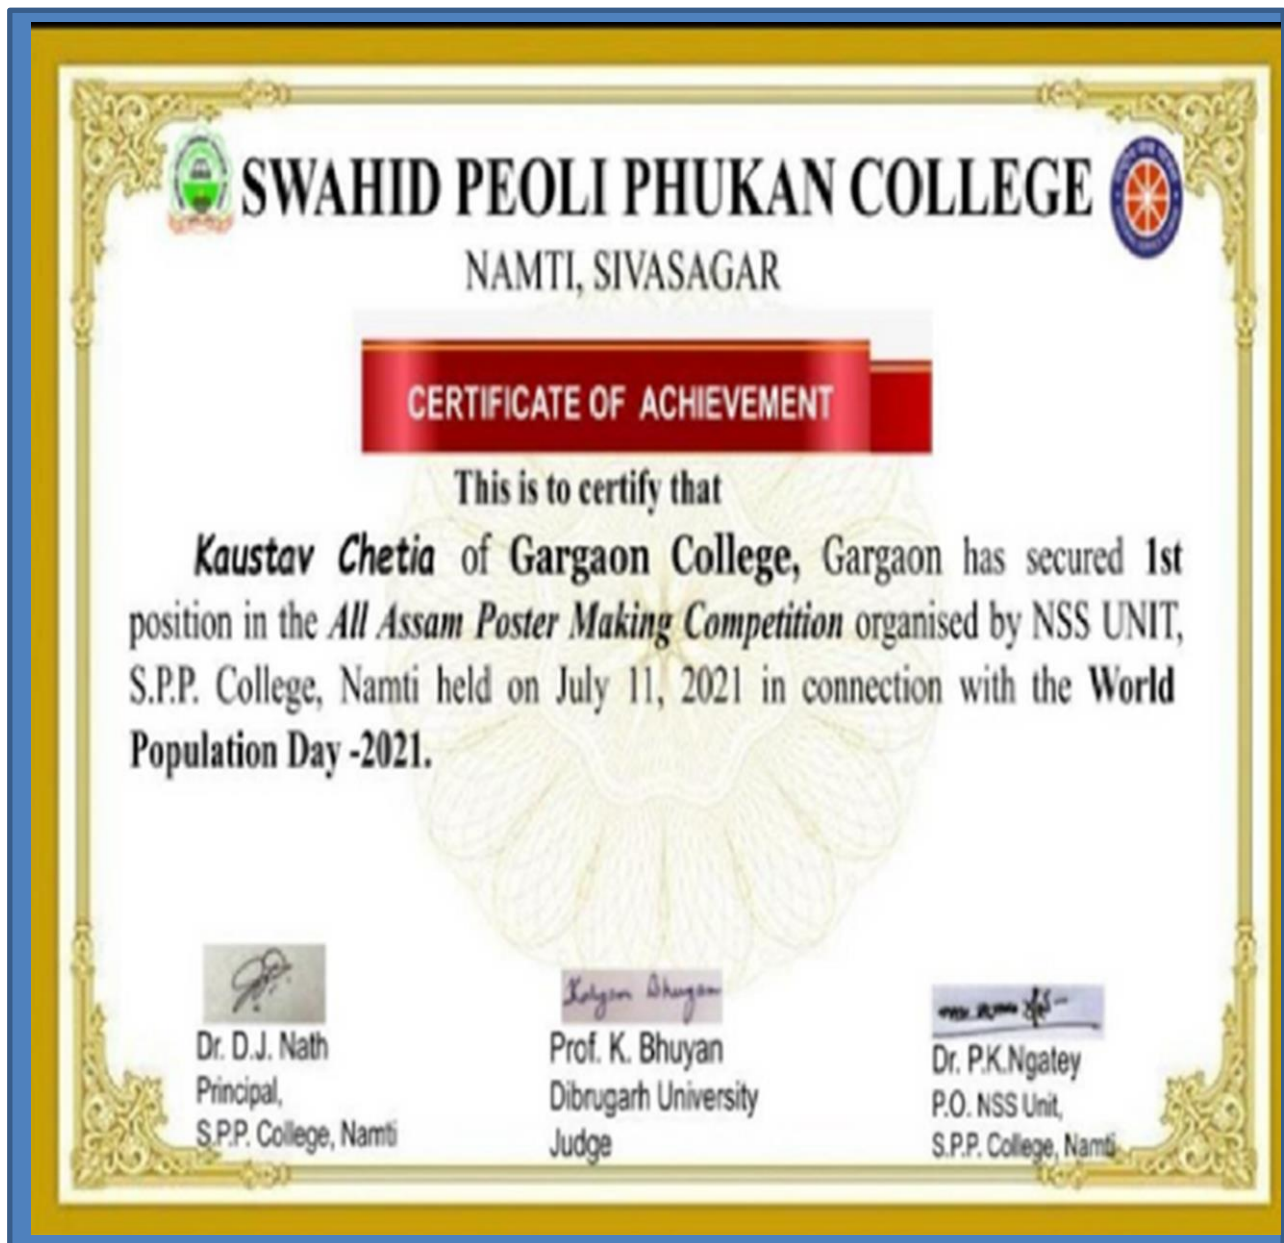 SWAHID PEOLI PHUKAN COLLEGE
NAMTI, SIVASAGAR
CERTIFICATE OF ACHIEVEMENT
This is to certify that
Kaustav Chetia of Gargaon College, Gargaon has secured 1st
position in the All Assam Poster Making Competition organised by NSS UNIT,
S.P.P. College, Namti held on July 11, 2021 in connection with the World
Population Day -2021.
Kalyan Bhuyan
Dr. D.J. Nath
Principal,
S.P.P. College, Namti
Prof. K. Bhuyan
Dibrugarh University
Judge
Dr. P.K.Ngatey
P.O. NSS Unit,
S.P.P. College, Namti